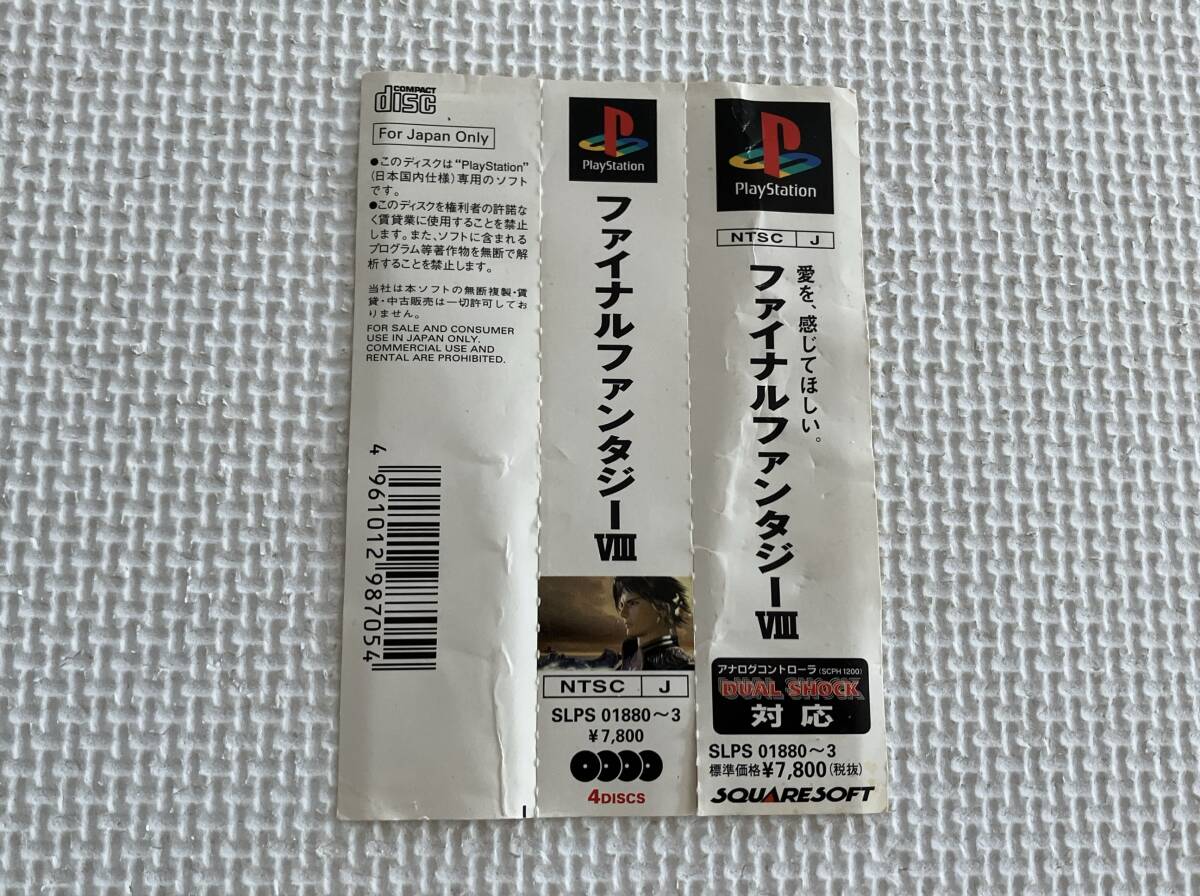 COMPACT
disc
For Japan Only
●このディスクは“PlayStation”
(日本国内仕様)専用のソフト
です。
●このディスクを権利者の許諾な
く賃貸業に使用することを禁止
します。また、ソフトに含まれる
プログラム等著作物を無断で解
析することを禁止します。
当社は本ソフトの無断複製・賃
貸・中古販売は一切許可してお
りません。
FOR SALE AND CONSUMER
USE IN JAPAN ONLY.
COMMERCIAL USE AND
RENTAL ARE PROHIBITED.
4 961012 987054
PlayStation
ファイナルファンタジーⅧ
NTSC J
SLPS 01880〜3
¥7,800
4DISCS
PlayStation
NTSC J
愛を、感じてほしい。
ファイナルファンタジーⅧ
アナログコントローラ(SCPH1200)
DUAL SHOCK
対応
SLPS 01880〜3
標準価格¥7,800(税抜)
SQUARESOFT